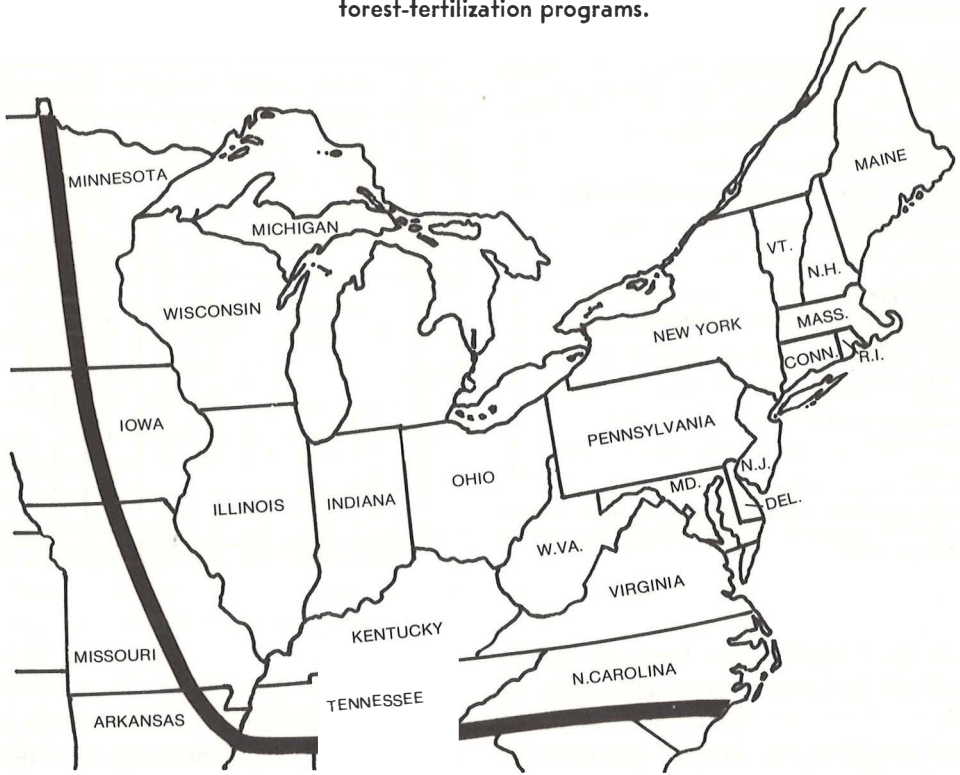 forest-fertilization programs.
MAINE
MINNESOTA
MICHIGAN
VT.
N.H.
WISCONSIN
NEW YORK
MASS.
CONN.
R.I.
IOWA
PENNSYLVANIA
N.J.
OHIO
MD.
ILLINOIS
INDIANA
DEL.
W.VA.
VIRGINIA
KENTUCKY
MISSOURI
N.CAROLINA
TENNESSEE
ARKANSAS